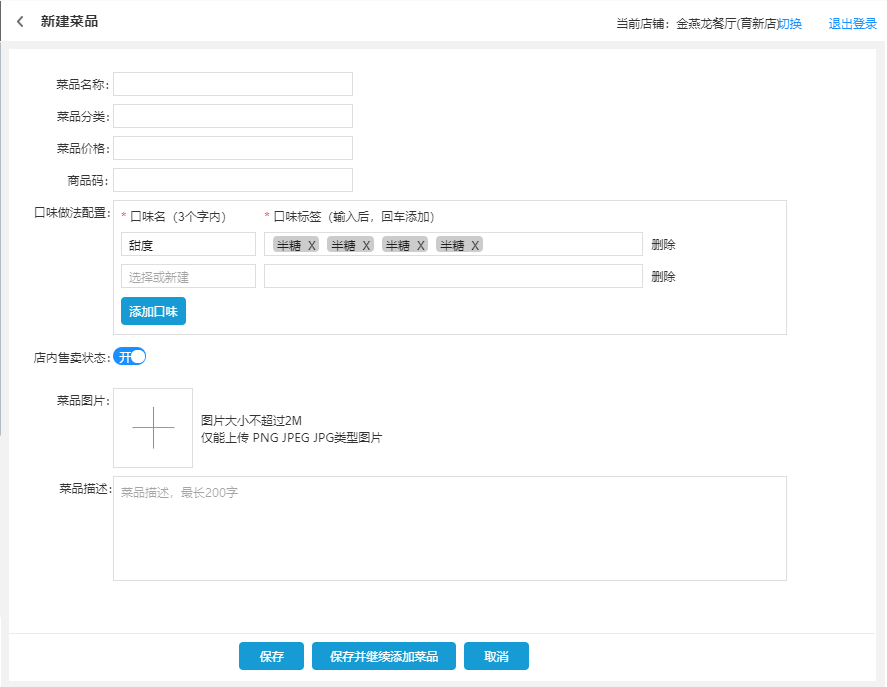 新建菜品
当前店铺：金燕龙餐厅(育新店)切换 退出登录
菜品名称:
菜品分类:
菜品价格:
商品码:
口味做法配置:
* 口味名（3个字内） * 口味标签（输入后，回车添加）
甜度 半糖 X 半糖 X 半糖 X 半糖 X 删除
选择或新建 删除
添加口味
店内售卖状态: 开
菜品图片:
图片大小不超过2M
仅能上传 PNG JPEG JPG类型图片
菜品描述: 菜品描述，最长200字
保存 保存并继续添加菜品 取消